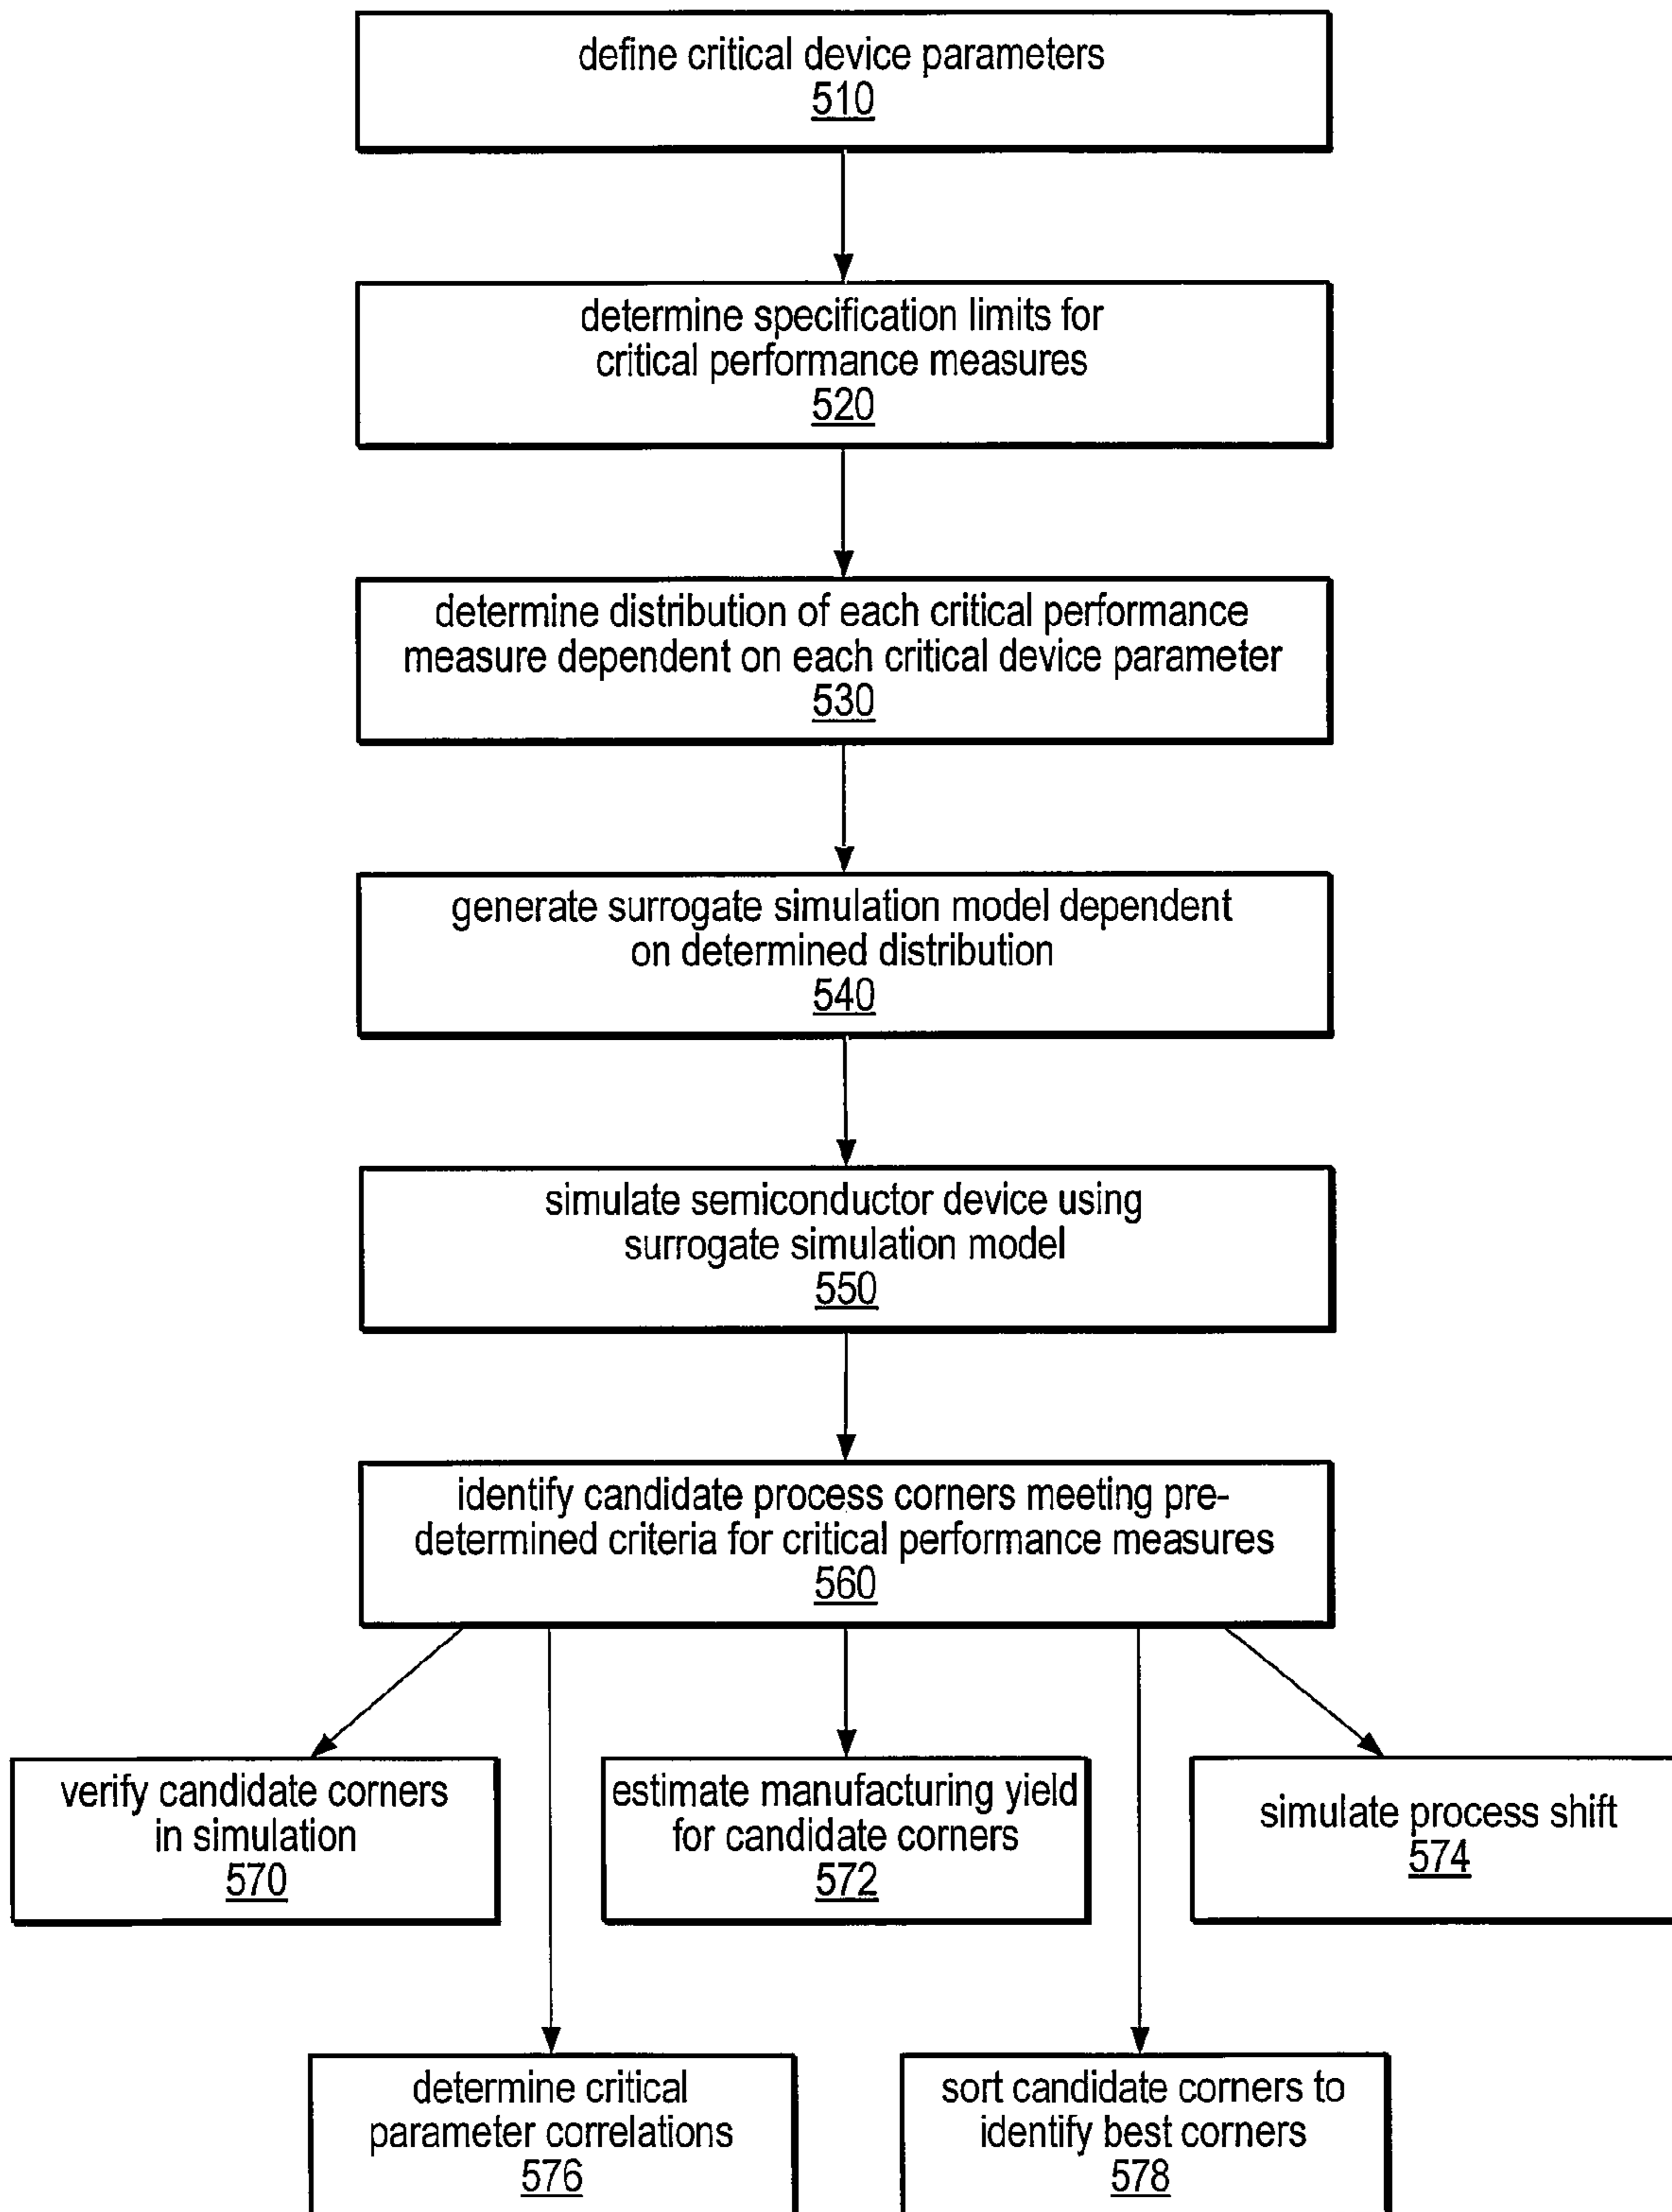 define critical device parameters
510
determine specification limits for
critical performance measures
520
determine distribution of each critical performance
measure dependent on each critical device parameter
530
generate surrogate simulation model dependent
on determined distribution
540
simulate semiconductor device using
surrogate simulation model
550
identify candidate process corners meeting pre-
determined criteria for critical performance measures
560
verify candidate corners
in simulation
570
estimate manufacturing yield
for candidate corners
572
simulate process shift
574
determine critical
parameter correlations
576
sort candidate corners to
identify best corners
578